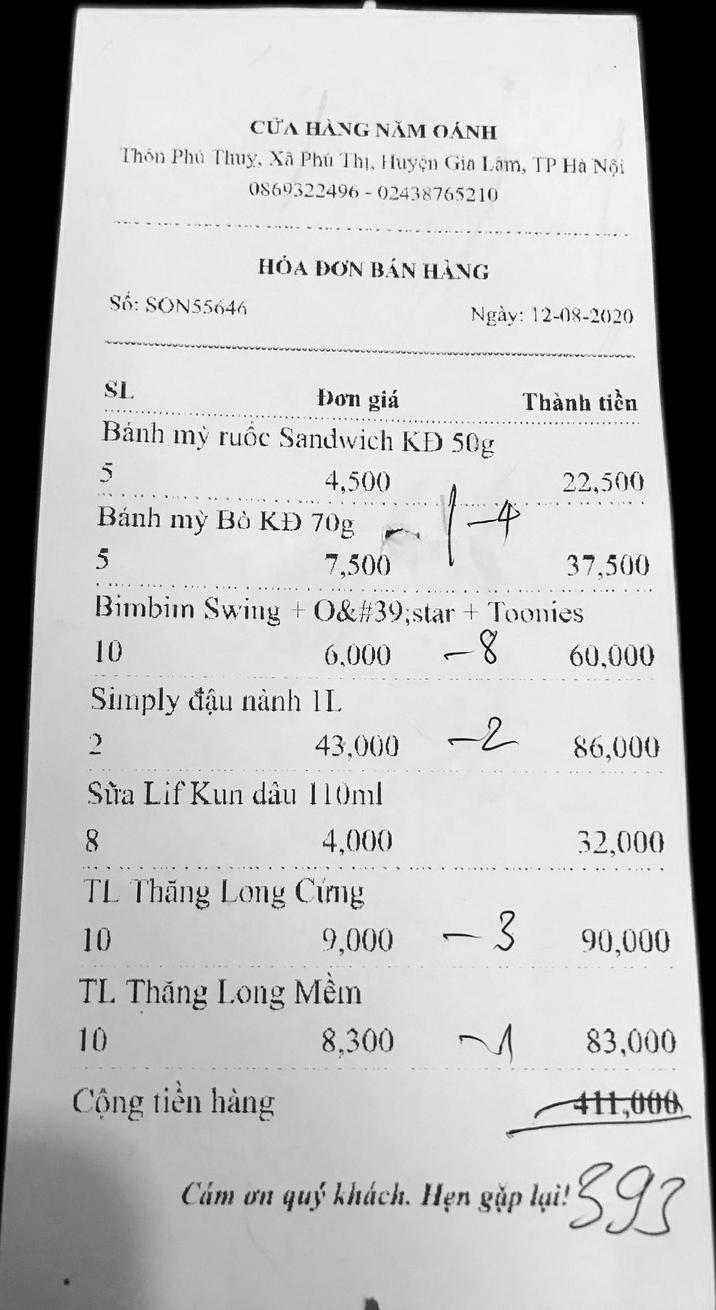 CỬA HÀNG NĂM OÁNH
Thôn Phú Thuỵ, Xã Phú Thị, Huyện Gia Lâm, TP Hà Nội
0869322496 - 02438765210
HÓA ĐƠN BÁN HÀNG
Số: SON55646 Ngày: 12-08-2020
SL Đơn giá Thành tiền
Bánh mỳ ruốc Sandwich KĐ 50g
5 4,500 22,500
Bánh mỳ Bò KĐ 70g - 1 - 4
5 7,500 37,500
Bimbim Swing + O&#39;star + Toonies
10 6,000 - 8 60,000
Simply đậu nành 1L
2 43,000 - 2 86,000
Sữa Lif Kun dâu 110ml
8 4,000 32,000
TL Thăng Long Cứng
10 9,000 - 3 90,000
TL Thăng Long Mềm
10 8,300 - 1 83,000
Cộng tiền hàng 411,000
Cám ơn quý khách. Hẹn gặp lại! 393